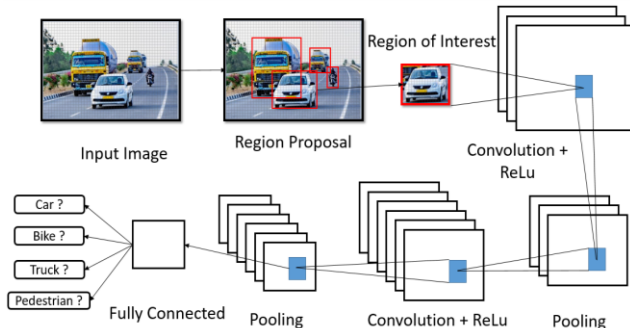 Input Image
Region Proposal
Region of Interest
Convolution +
ReLu
Car ?
Bike ?
Truck ?
Pedestrian ?
Fully Connected
Pooling
Convolution + ReLu
Pooling